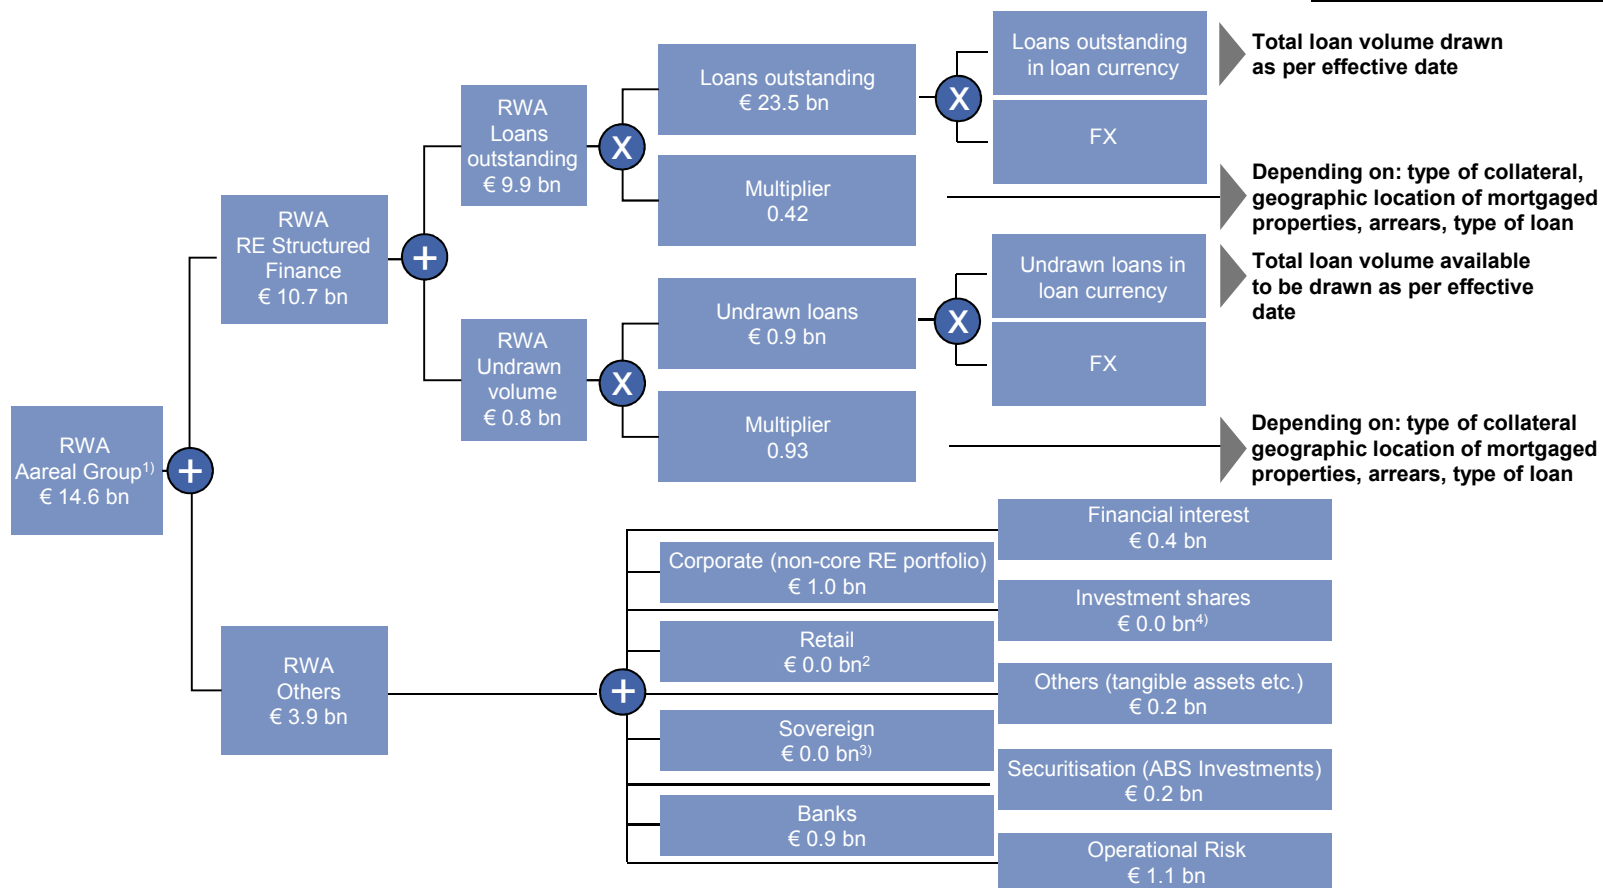 RWA
Aareal Group1)
€ 14.6 bn
+
RWA
RE Structured
Finance
€ 10.7 bn
+
RWA
Loans
outstanding
€ 9.9 bn
X
Loans outstanding
€ 23.5 bn
X
Loans outstanding
in loan currency
Total loan volume drawn
as per effective date
FX
Multiplier
0.42
Depending on: type of collateral,
geographic location of mortgaged
properties, arrears, type of loan
RWA
Undrawn
volume
€ 0.8 bn
X
Undrawn loans
€ 0.9 bn
X
Undrawn loans in
loan currency
Total loan volume available
to be drawn as per effective
date
FX
Multiplier
0.93
Depending on: type of collateral
geographic location of mortgaged
properties, arrears, type of loan
RWA
Others
€ 3.9 bn
+
Financial interest
€ 0.4 bn
Corporate (non-core RE portfolio)
€ 1.0 bn
Investment shares
€ 0.0 bn4)
Retail
€ 0.0 bn2
Others (tangible assets etc.)
€ 0.2 bn
Sovereign
€ 0.0 bn3)
Securitisation (ABS Investments)
€ 0.2 bn
Banks
€ 0.9 bn
Operational Risk
€ 1.1 bn